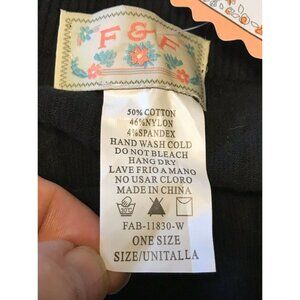 F&F
50% COTTON
46%NYLON
4%SPANDEX
HAND WASH COLD
DO NOT BLEACH
HANG DRY
LAVE FRIO A MANO
NO USAR CLORO
MADE IN CHINA
FAB-11830-W
ONE SIZE
SIZE/UNITALLA